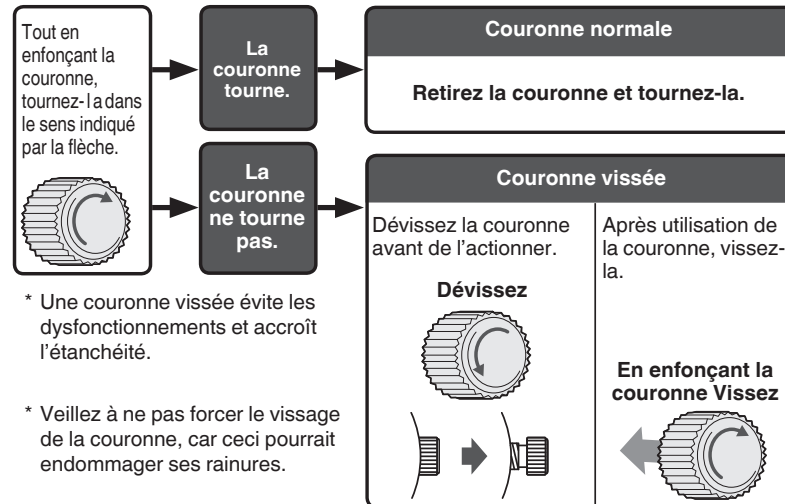 Tout en
enfonçant la
couronne,
tournez-la dans
le sens indiqué
par la flèche.
La
couronne
tourne.
Couronne normale
Retirez la couronne et tournez-la.
La
couronne
ne tourne
pas.
Couronne vissée
Dévissez la couronne
avant de l'actionner.
Dévissez
Après utilisation de
la couronne, vissez-
la.
En enfonçant la
couronne Vissez
* Une couronne vissée évite les
dysfonctionnements et accroît
l'étanchéité.
* Veillez à ne pas forcer le vissage
de la couronne, car ceci pourrait
endommager ses rainures.